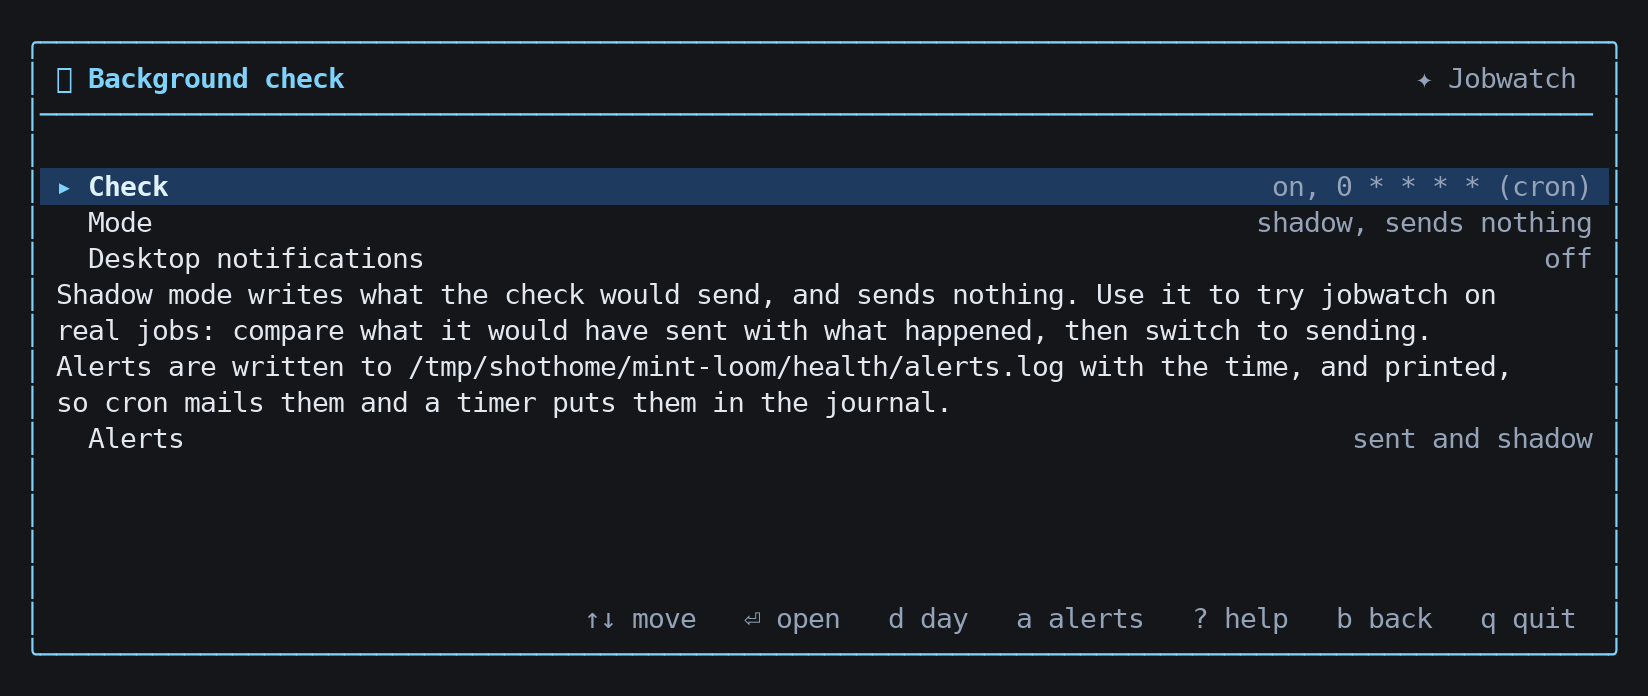 Background check ✦ Jobwatch
▸ Check on, 0 * * * * (cron)
Mode shadow, sends nothing
Desktop notifications off
Shadow mode writes what the check would send, and sends nothing. Use it to try jobwatch on
real jobs: compare what it would have sent with what happened, then switch to sending.
Alerts are written to /tmp/shothome/mint-loom/health/alerts.log with the time, and printed,
so cron mails them and a timer puts them in the journal.
Alerts sent and shadow
↑↓ move ⏎ open d day a alerts ? help b back q quit